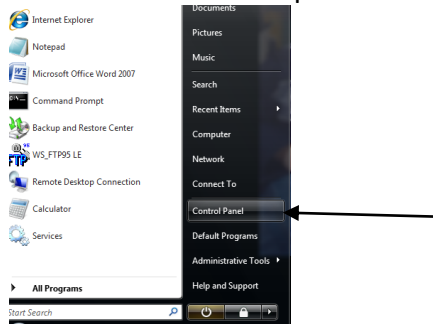 Internet Explorer
Notepad
Microsoft Office Word 2007
Command Prompt
Backup and Restore Center
WS_FTP95 LE
Remote Desktop Connection
Calculator
Services
All Programs
Start Search
Documents
Pictures
Music
Search
Recent Items
Computer
Network
Connect To
Control Panel
Default Programs
Administrative Tools
Help and Support